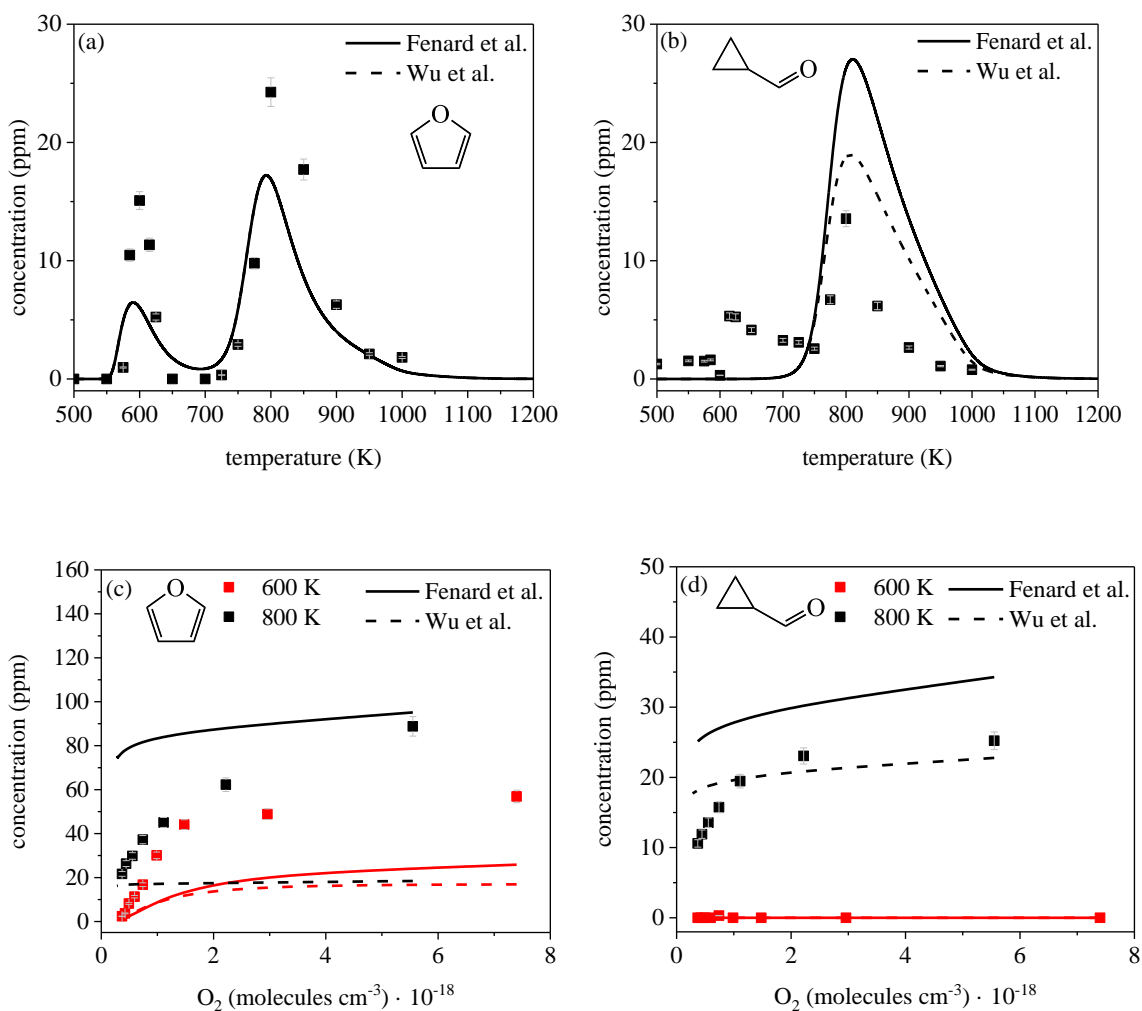 30
20
10
0
concentration (ppm)
(a)
Fenard et al.
Wu et al.
O
500 600 700 800 900 1000 1100 1200
temperature (K)
30
20
10
0
concentration (ppm)
(b)
Fenard et al.
Wu et al.
O
500 600 700 800 900 1000 1100 1200
temperature (K)
160
140
120
100
80
60
40
20
0
concentration (ppm)
(c)
O
600 K
800 K
Fenard et al.
Wu et al.
0 2 4 6 8
O₂ (molecules cm⁻³) · 10⁻¹⁸
50
40
30
20
10
0
concentration (ppm)
(d)
O
600 K
800 K
Fenard et al.
Wu et al.
0 2 4 6 8
O₂ (molecules cm⁻³) · 10⁻¹⁸